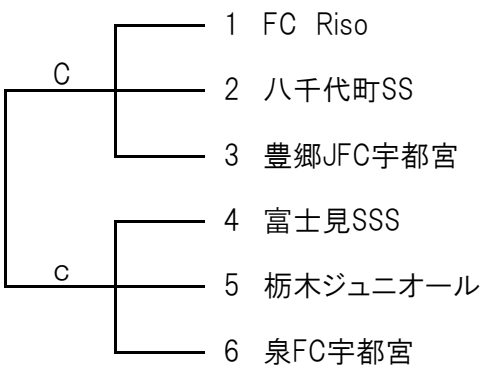 1 FC Riso
C
2 八千代町SS
3 豊郷JFC宇都宮
4 富士見SSS
c
5 栃木ジュニオール
6 泉FC宇都宮